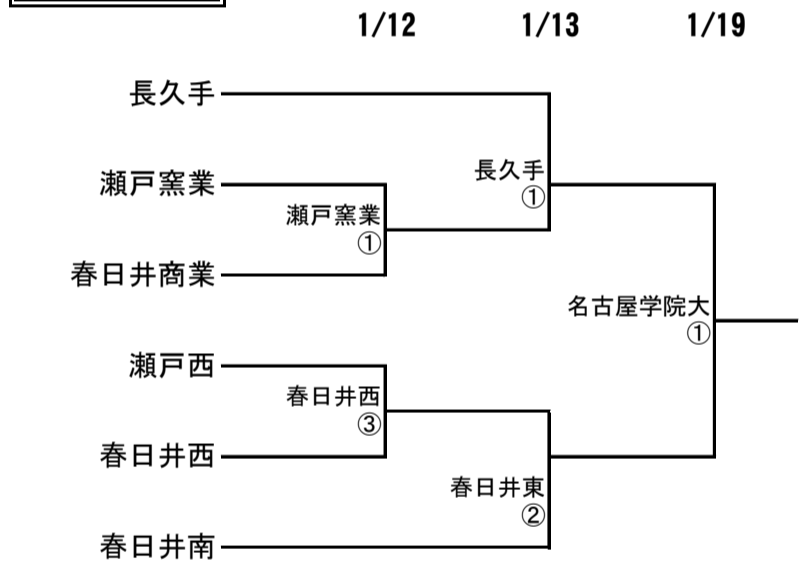 1/12 1/13 1/19
長久手
長久手
①
瀬戸窯業
瀬戸窯業
①
春日井商業
名古屋学院大
①
瀬戸西
春日井西
③
春日井西
春日井東
②
春日井南